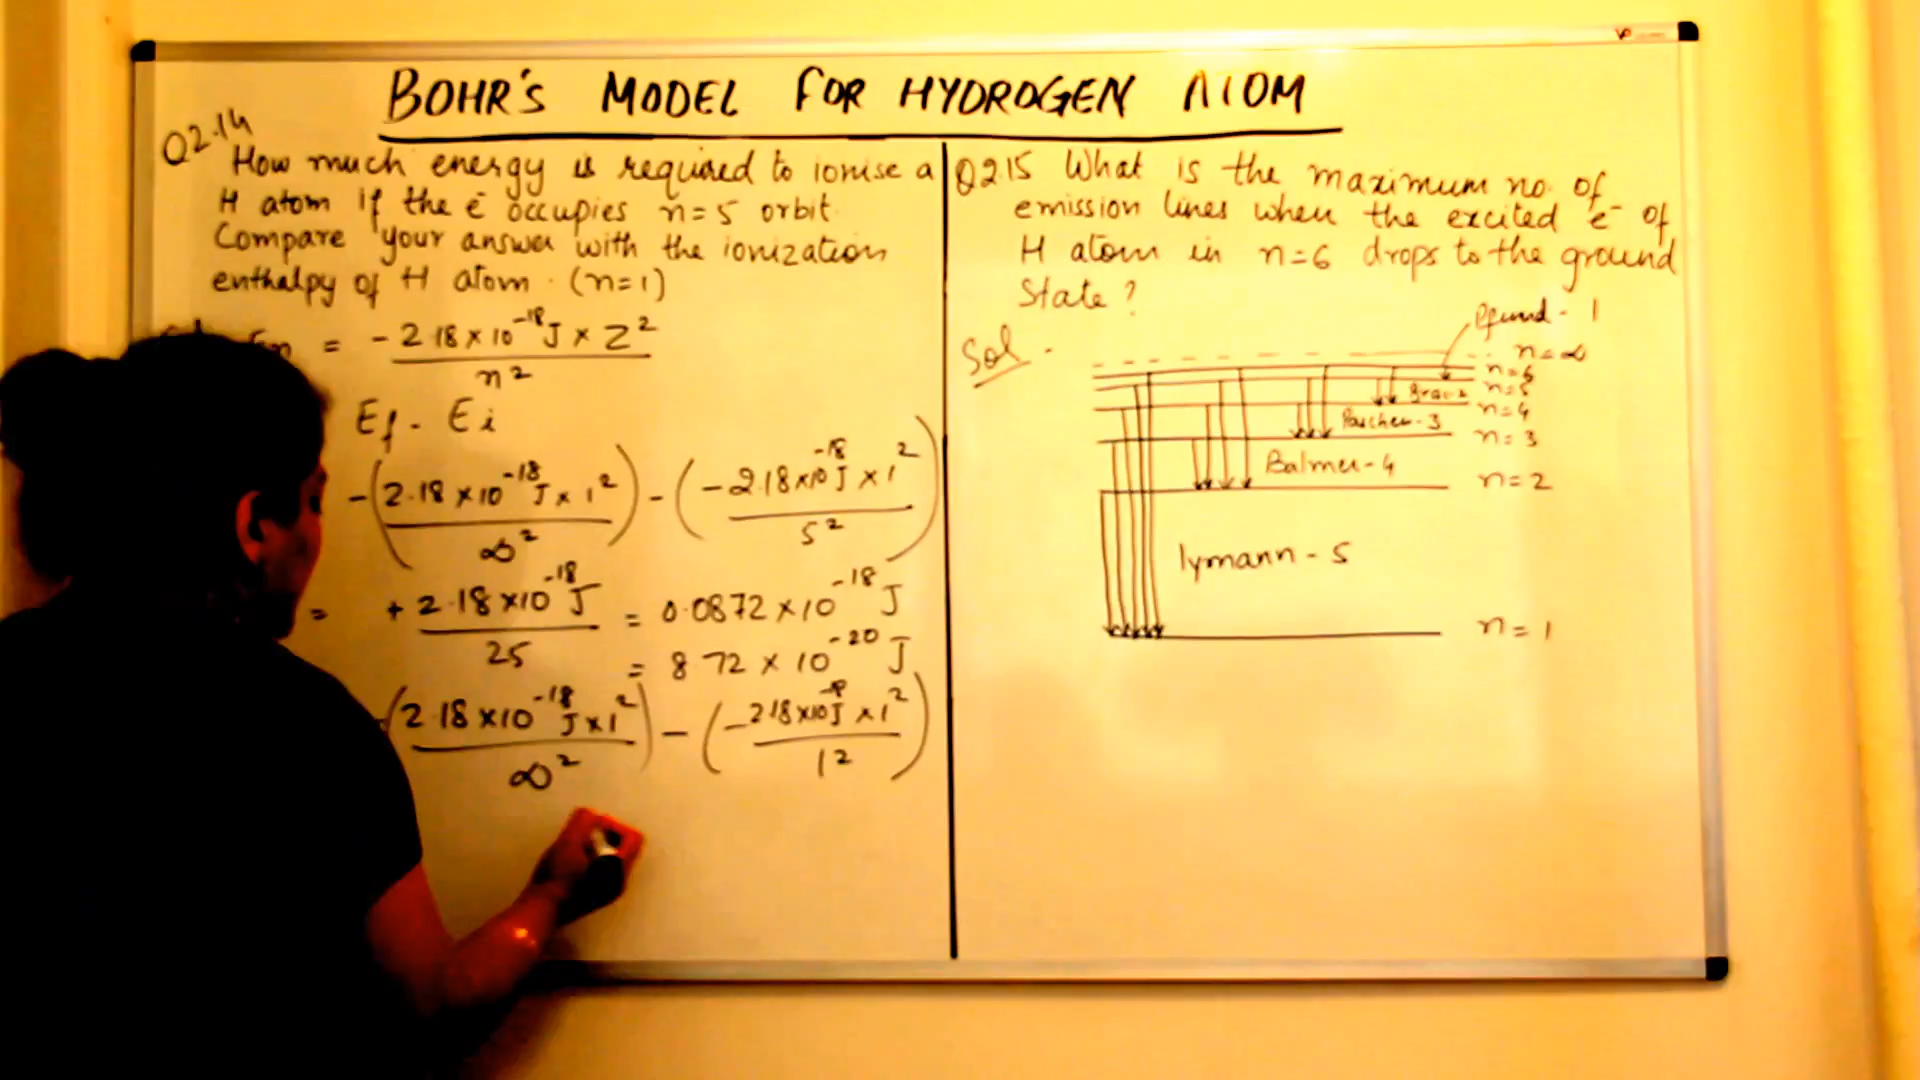 BOHR'S MODEL FOR HYDROGEN ATOM
Q2.14
How much energy is required to ionise a
H atom if the e⁻ occupies n=5 orbit.
Compare your answer with the ionization
enthalpy of H atom. (n=1)
= - 2.18 × 10⁻¹⁸ J × Z²
n²
Ef - Ei
-(2.18 × 10⁻¹⁸ J × 1²) - (-2.18×10⁻¹⁸ J × 1²)
∞² 5²
= + 2.18 ×10⁻¹⁸ J = 0.0872 × 10⁻¹⁸ J
25
= 8.72 × 10⁻²⁰ J
(2.18 ×10⁻¹⁸ J × 1²) - (-2.18 ×10⁻¹⁸ J × 1²)
∞² 1²
Q2.15 What is the maximum no. of
emission lines when the excited e⁻ of
H atom in n=6 drops to the ground
State?
Sol.
Pfund - 1
n=∞
n=6
n=5
n=4
Paschen - 3
n=3
Balmer - 4
n=2
lymann - 5
n=1